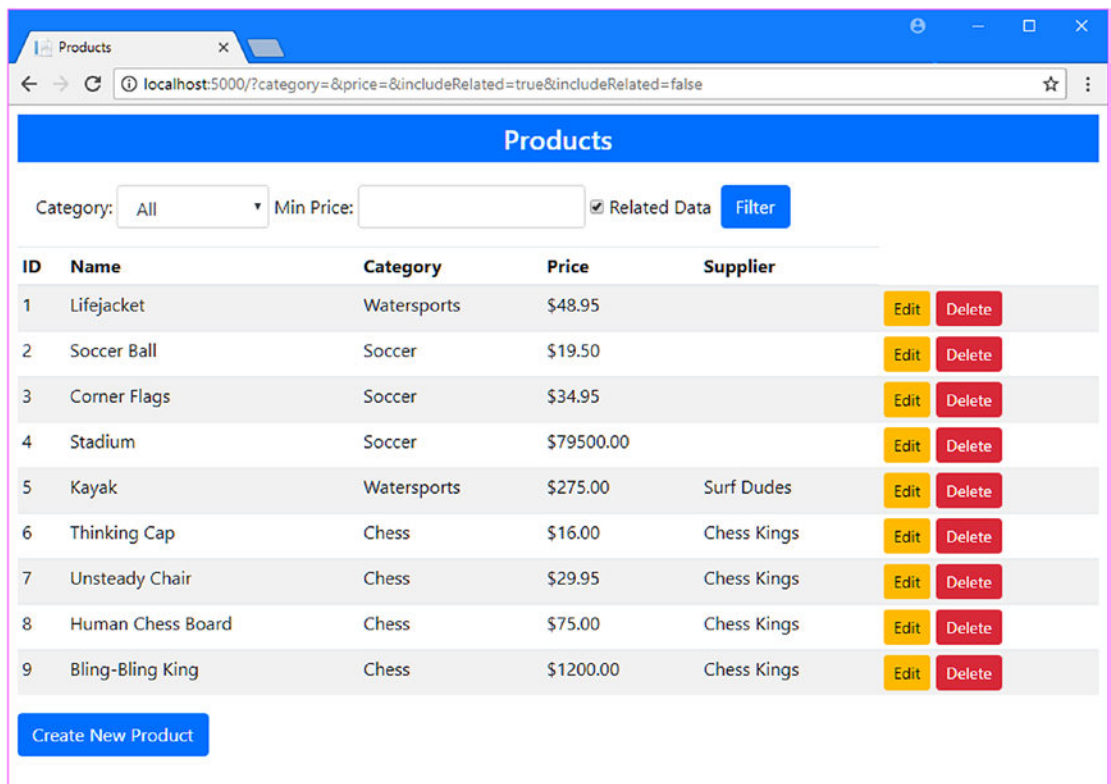 Products
localhost:5000/?category=&price=&includeRelated=true&includeRelated=false
Products
Category: All Min Price: Related Data Filter
ID Name Category Price Supplier
1 Lifejacket Watersports $48.95 Edit Delete
2 Soccer Ball Soccer $19.50 Edit Delete
3 Corner Flags Soccer $34.95 Edit Delete
4 Stadium Soccer $79500.00 Edit Delete
5 Kayak Watersports $275.00 Surf Dudes Edit Delete
6 Thinking Cap Chess $16.00 Chess Kings Edit Delete
7 Unsteady Chair Chess $29.95 Chess Kings Edit Delete
8 Human Chess Board Chess $75.00 Chess Kings Edit Delete
9 Bling-Bling King Chess $1200.00 Chess Kings Edit Delete
Create New Product